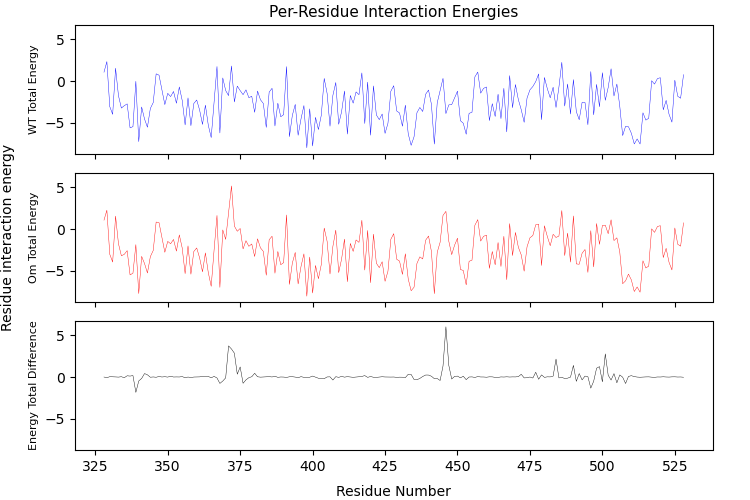 Per-Residue Interaction Energies
Residue interaction energy
WT Total Energy
5
0
−5
Om Total Energy
5
0
−5
Energy Total Difference
5
0
−5
325 350 375 400 425 450 475 500 525
Residue Number